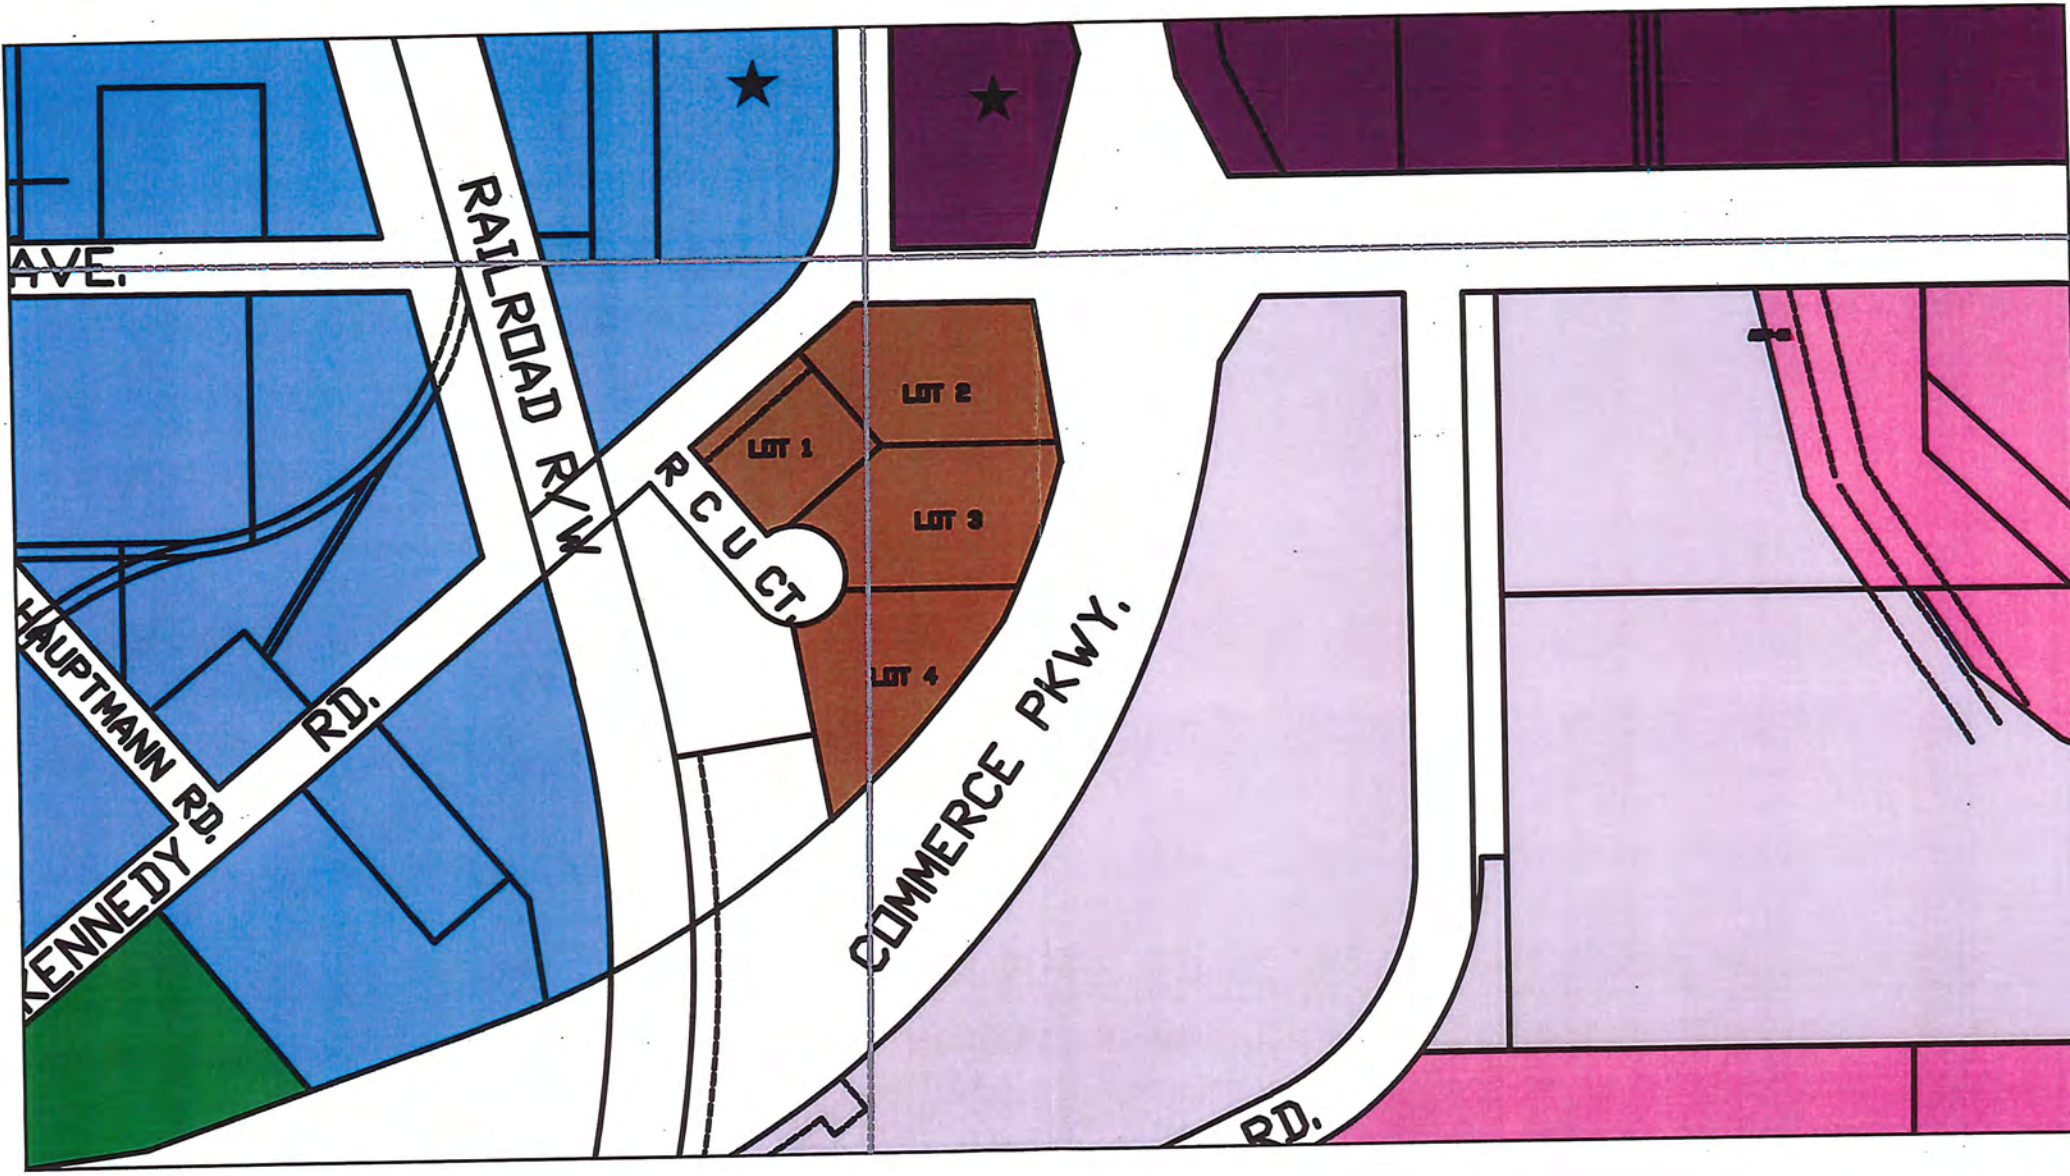 AVE.
RAILROAD R/W
LOT 2
LOT 1
R C U CT.
LOT 3
LOT 4
HAUPTMANN RD.
KENNEDY RD.
COMMERCE PKWY.
RD.